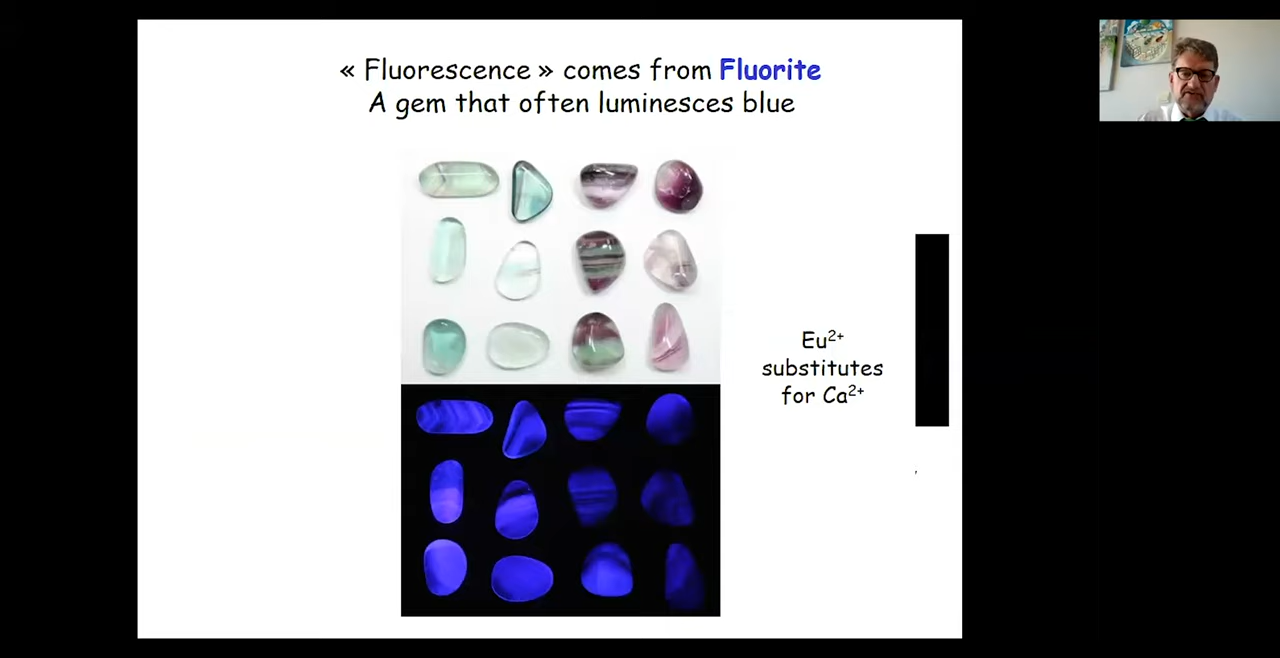 « Fluorescence » comes from Fluorite
A gem that often luminesces blue
Eu²⁺
substitutes
for Ca²⁺